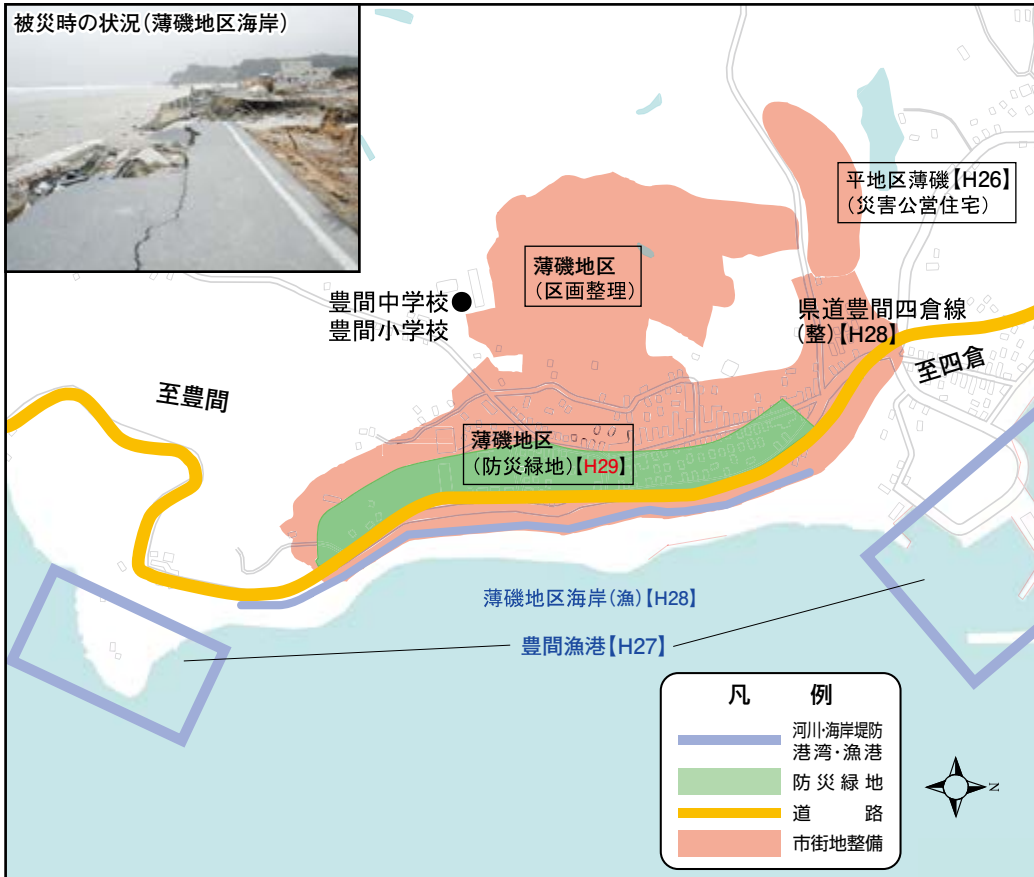 被災時の状況(薄磯地区海岸)
平地区薄磯【H26】
(災害公営住宅)
薄磯地区
(区画整理)
豊間中学校
豊間小学校
県道豊間四倉線
(整)【H28】
至四倉
至豊間
薄磯地区
(防災緑地)【H29】
薄磯地区海岸(漁)【H28】
豊間漁港【H27】
凡 例
河川・海岸堤防
港湾・漁港
防災緑地
道 路
市街地整備
N